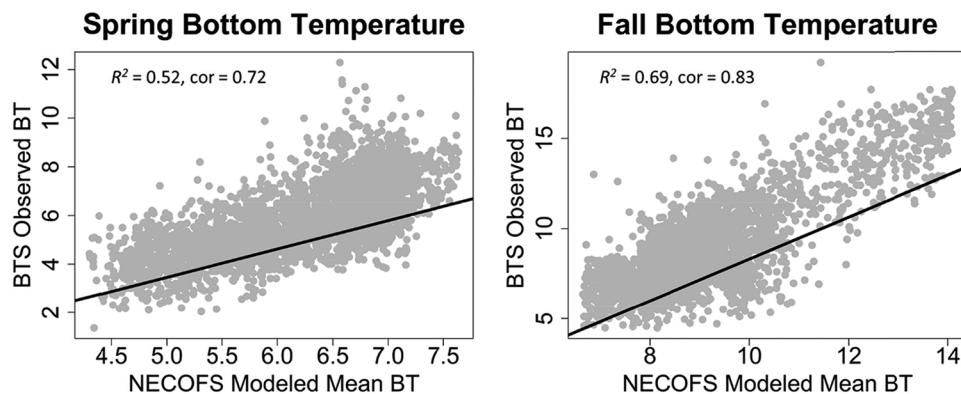 Spring Bottom Temperature
R² = 0.52, cor = 0.72
BTS Observed BT
12
10
8
6
4
2
4.5 5.0 5.5 6.0 6.5 7.0 7.5
NECOFS Modeled Mean BT
Fall Bottom Temperature
R² = 0.69, cor = 0.83
BTS Observed BT
15
10
5
8 10 12 14
NECOFS Modeled Mean BT